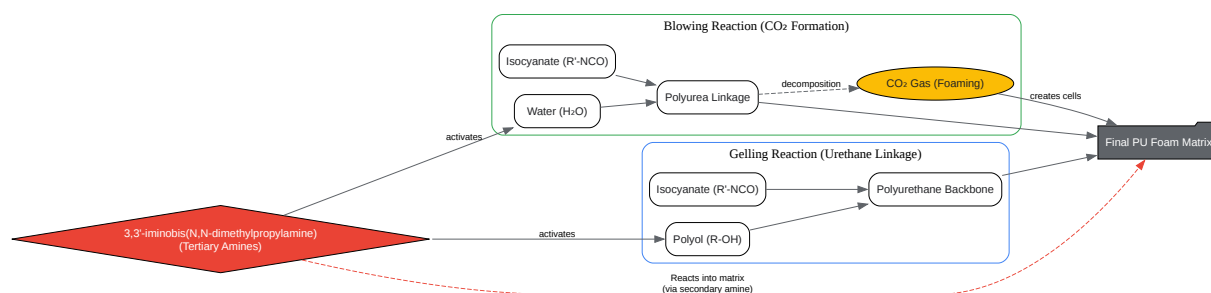 Blowing Reaction (CO₂ Formation)
Isocyanate (R'-NCO)
Water (H₂O)
Polyurea Linkage
decomposition
CO₂ Gas (Foaming)
creates cells
activates
Final PU Foam Matrix
Gelling Reaction (Urethane Linkage)
Isocyanate (R'-NCO)
Polyurethane Backbone
Polyol (R-OH)
3,3'-iminobis(N,N-dimethylpropylamine)
(Tertiary Amines)
activates
Reacts into matrix
(via secondary amine)